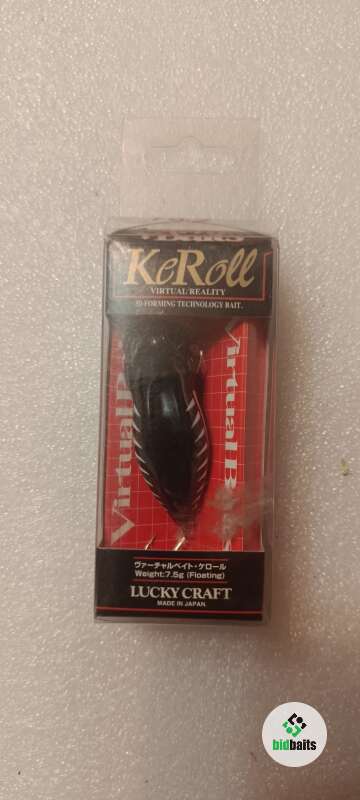 KeRoll
VIRTUAL REALITY
3D-FORMING TECHNOLOGY BAIT.
Virtual B
Virtual B
ヴァーチャルベイト・ケロール
Weight:7.5g (Floating)
LUCKY CRAFT
MADE IN JAPAN
bidbaits